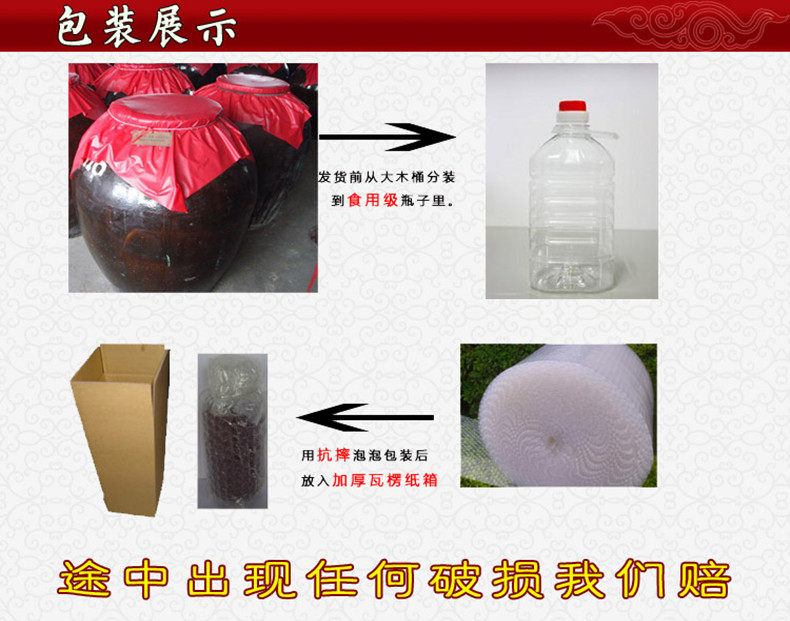 包装展示
发货前从大木桶分装
到食用级瓶子里。
用抗摔泡泡包装后
放入加厚瓦楞纸箱
途中出现任何破损我们赔